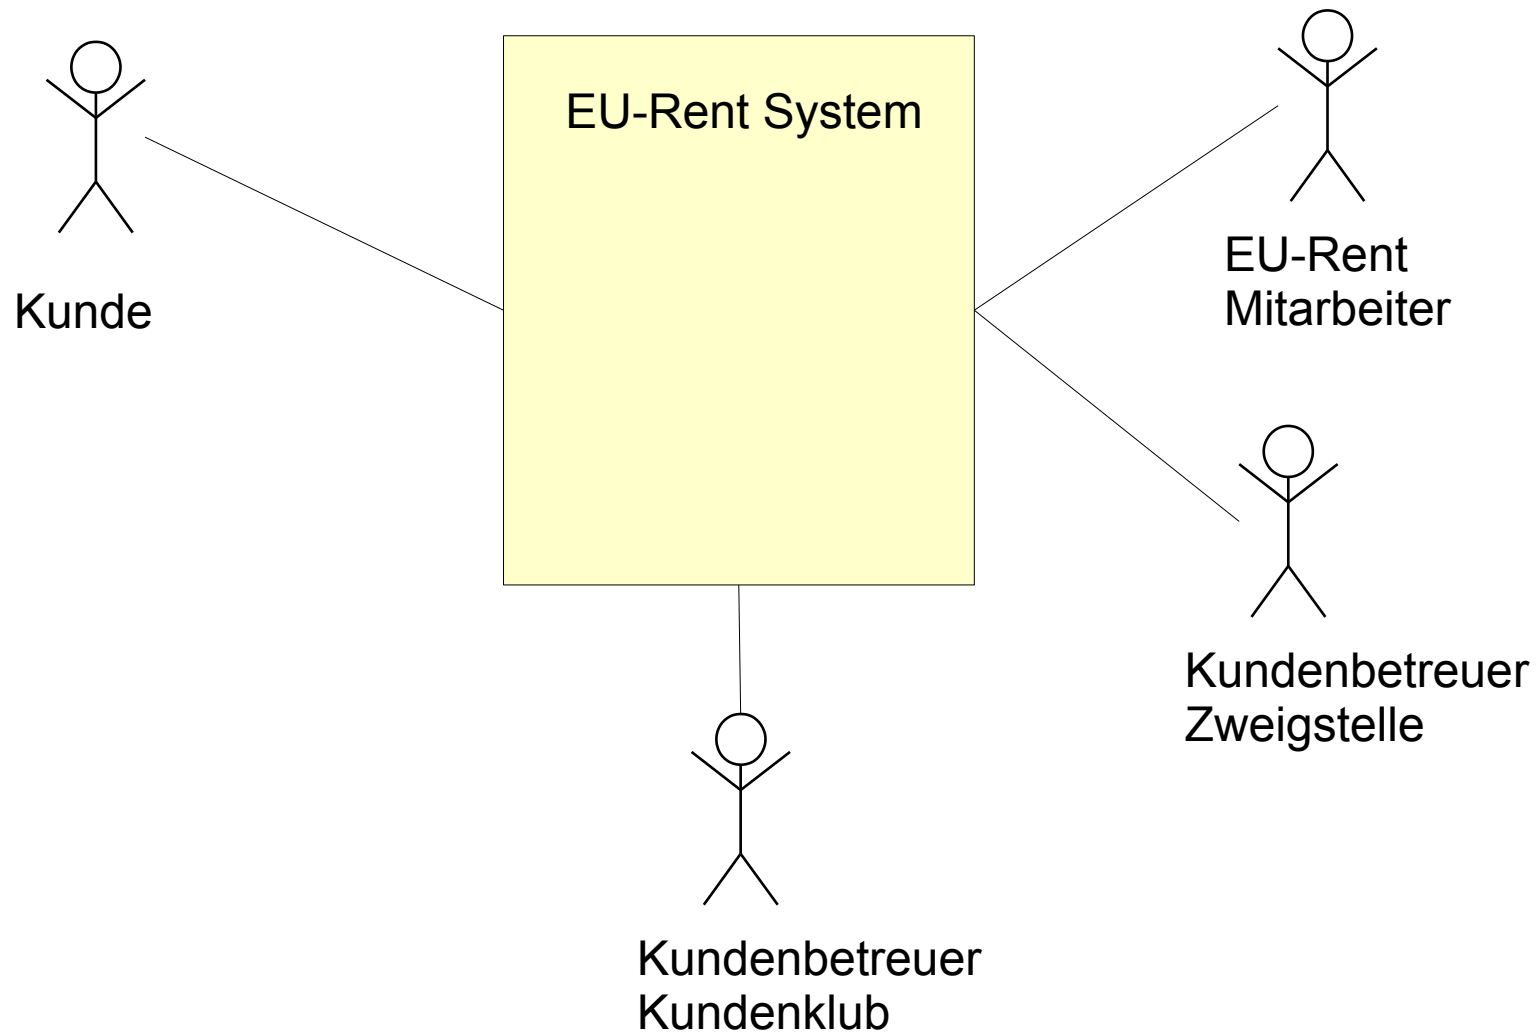 EU-Rent System
Kunde
EU-Rent
Mitarbeiter
Kundenbetreuer
Zweigstelle
Kundenbetreuer
Kundenklub